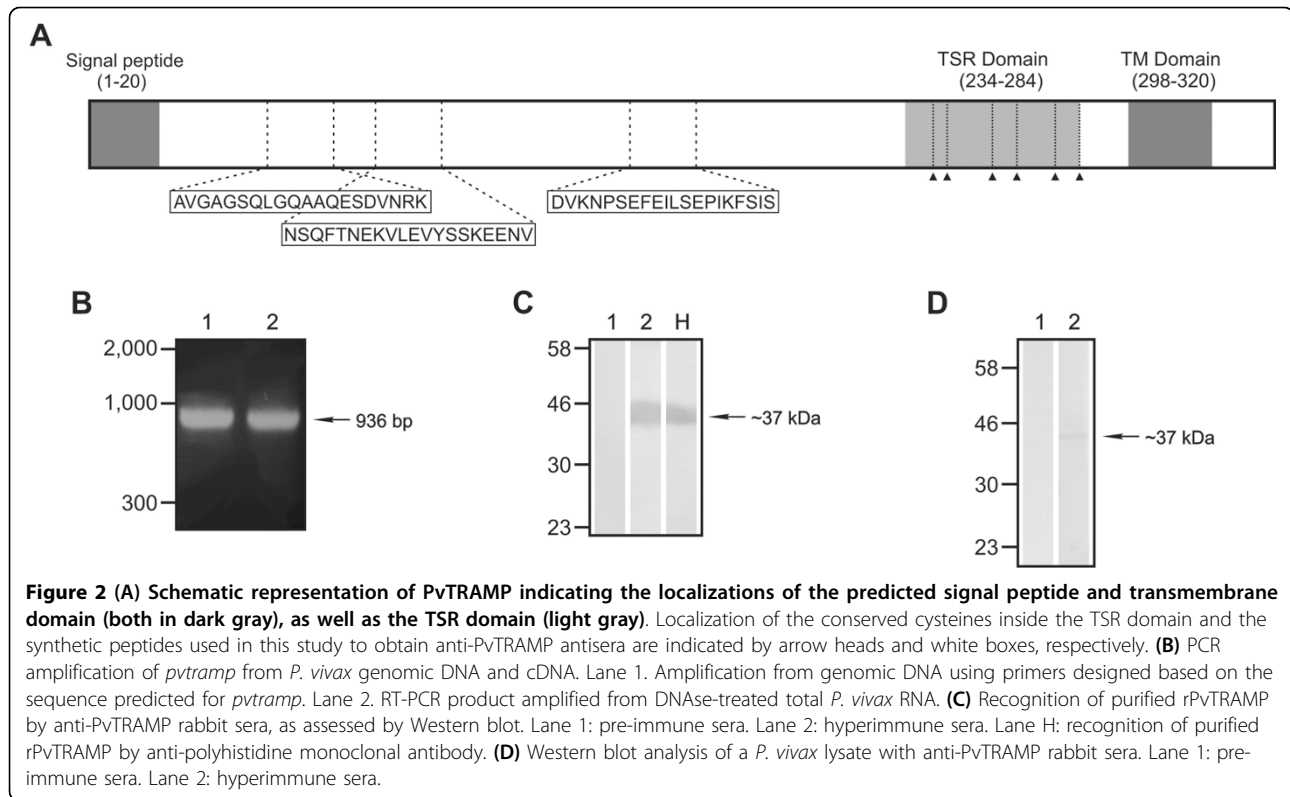 A
Signal peptide
(1-20)
TSR Domain
(234-284)
TM Domain
(298-320)
AVGAGSQLGQAAQESDVNRK
NSQFTNEKVLEVYSSKEENV
DVKNPSEFEILSEPIKFSIS
B
1 2
2,000
1,000
300
936 bp
C
1 2 H
58
46
30
23
~37 kDa
D
1 2
58
46
30
23
~37 kDa
Figure 2 (A) Schematic representation of PvTRAMP indicating the localizations of the predicted signal peptide and transmembrane
domain (both in dark gray), as well as the TSR domain (light gray). Localization of the conserved cysteines inside the TSR domain and the
synthetic peptides used in this study to obtain anti-PvTRAMP antisera are indicated by arrow heads and white boxes, respectively. (B) PCR
amplification of pvtramp from P. vivax genomic DNA and cDNA. Lane 1. Amplification from genomic DNA using primers designed based on the
sequence predicted for pvtramp. Lane 2. RT-PCR product amplified from DNAse-treated total P. vivax RNA. (C) Recognition of purified rPvTRAMP
by anti-PvTRAMP rabbit sera, as assessed by Western blot. Lane 1: pre-immune sera. Lane 2: hyperimmune sera. Lane H: recognition of purified
rPvTRAMP by anti-polyhistidine monoclonal antibody. (D) Western blot analysis of a P. vivax lysate with anti-PvTRAMP rabbit sera. Lane 1: pre-
immune sera. Lane 2: hyperimmune sera.